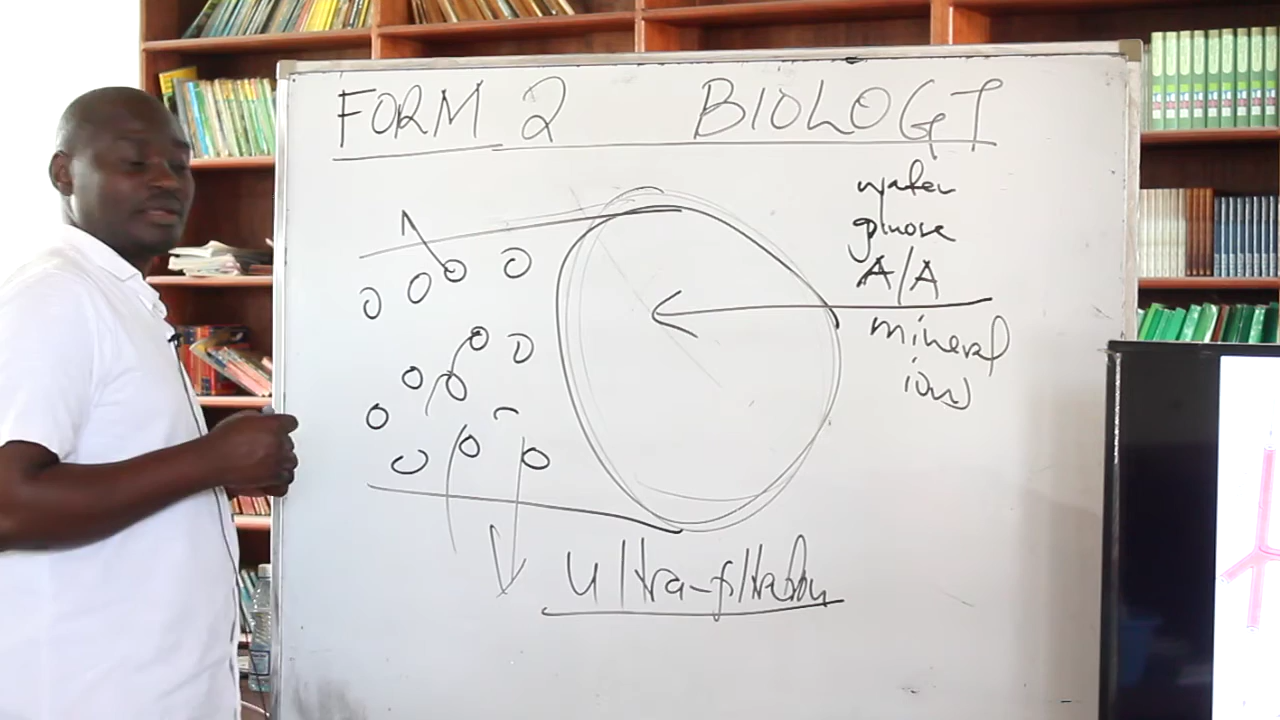 FORM 2 BIOLOGY
water
glucose
A/A
mineral
ions
Ultra-filtration